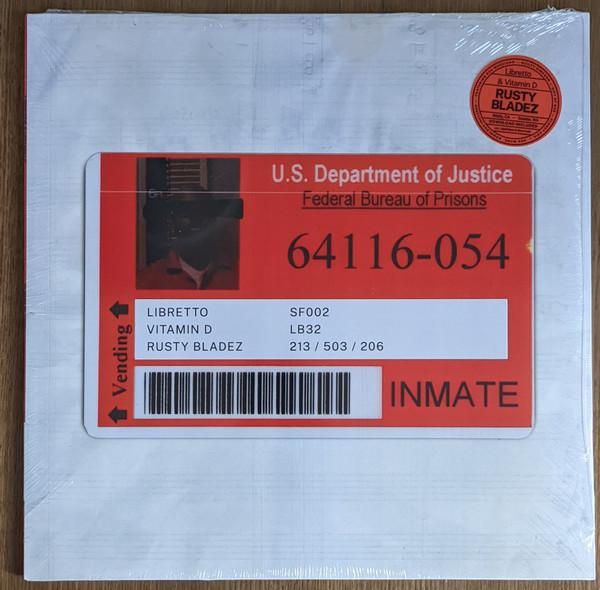 Libretto
& Vitamin D
RUSTY
BLADEZ
U.S. Department of Justice
Federal Bureau of Prisons
64116-054
LIBRETTO SF002
VITAMIN D LB32
RUSTY BLADEZ 213 / 503 / 206
Vending
INMATE